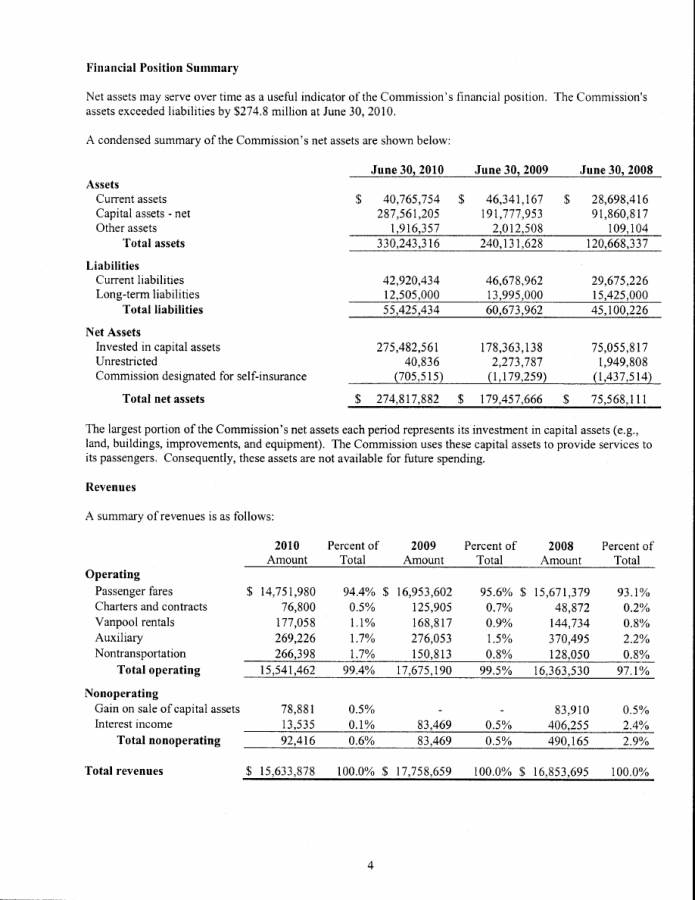 Financial Position Summary
Net assets may serve over time as a useful indicator of the Commission's financial position. The Commission's
assets exceeded liabilities by $274.8 million at June 30, 2010.
A condensed summary of the Commission's net assets are shown below:
June 30, 2010 June 30, 2009 June 30, 2008
Assets
Current assets $ 40,765,754 $ 46,341,167 $ 28,698,416
Capital assets - net 287,561,205 191,777,953 91,860,817
Other assets 1,916,357 2,012,508 109,104
Total assets 330,243,316 240,131,628 120,668,337
Liabilities
Current liabilities 42,920,434 46,678,962 29,675,226
Long-term liabilities 12,505,000 13,995,000 15,425,000
Total liabilities 55,425,434 60,673,962 45,100,226
Net Assets
Invested in capital assets 275,482,561 178,363,138 75,055,817
Unrestricted 40,836 2,273,787 1,949,808
Commission designated for self-insurance (705,515) (1,179,259) (1,437,514)
Total net assets $ 274,817,882 $ 179,457,666 $ 75,568,111
The largest portion of the Commission's net assets each period represents its investment in capital assets (e.g.,
land, buildings, improvements, and equipment). The Commission uses these capital assets to provide services to
its passengers. Consequently, these assets are not available for future spending.
Revenues
A summary of revenues is as follows:
2010 Percent of 2009 Percent of 2008 Percent of
Amount Total Amount Total Amount Total
Operating
Passenger fares $ 14,751,980 94.4% $ 16,953,602 95.6% $ 15,671,379 93.1%
Charters and contracts 76,800 0.5% 125,905 0.7% 48,872 0.2%
Vanpool rentals 177,058 1.1% 168,817 0.9% 144,734 0.8%
Auxiliary 269,226 1.7% 276,053 1.5% 370,495 2.2%
Nontransportation 266,398 1.7% 150,813 0.8% 128,050 0.8%
Total operating 15,541,462 99.4% 17,675,190 99.5% 16,363,530 97.1%
Nonoperating
Gain on sale of capital assets 78,881 0.5% - - 83,910 0.5%
Interest income 13,535 0.1% 83,469 0.5% 406,255 2.4%
Total nonoperating 92,416 0.6% 83,469 0.5% 490,165 2.9%
Total revenues $ 15,633,878 100.0% $ 17,758,659 100.0% $ 16,853,695 100.0%
4